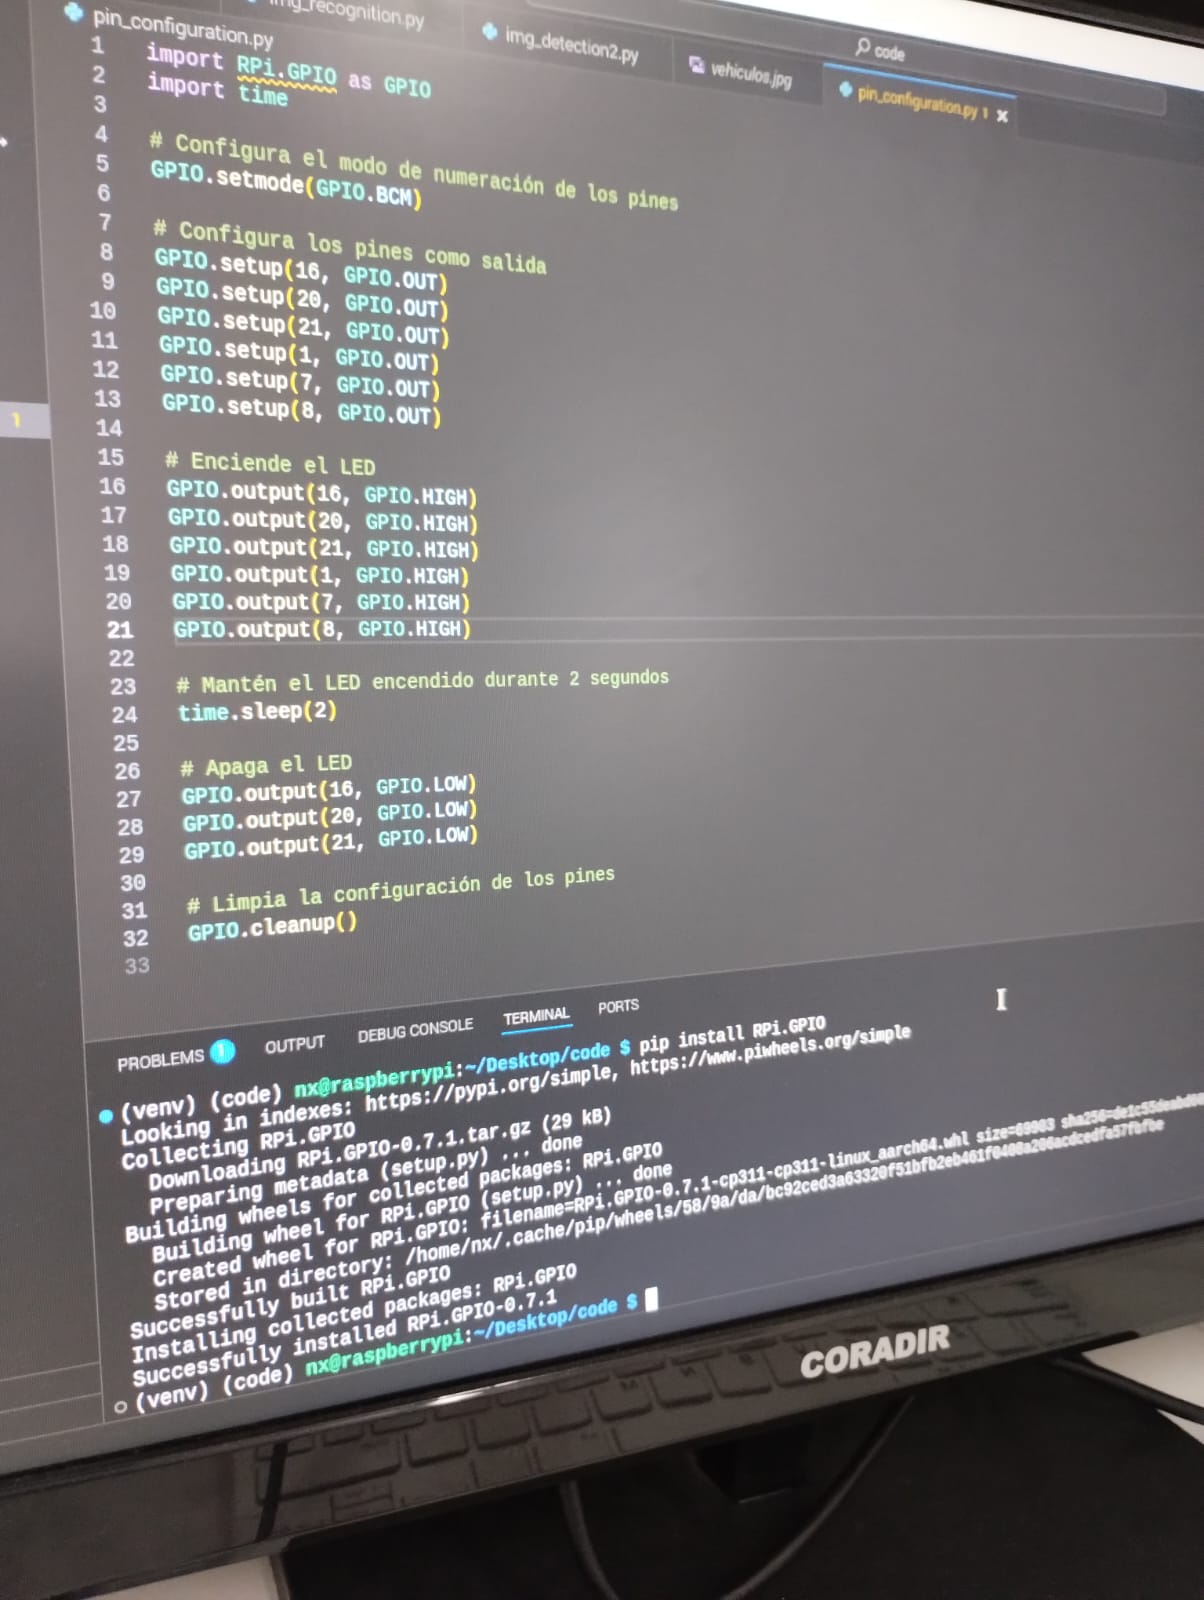 img_recognition.py
img_detection2.py
vehiculos.jpg
pin_configuration.py 1
code
pin_configuration.py
1 import RPi.GPIO as GPIO
2 import time
3
4 # Configura el modo de numeración de los pines
5 GPIO.setmode(GPIO.BCM)
6
7 # Configura los pines como salida
8 GPIO.setup(16, GPIO.OUT)
9 GPIO.setup(20, GPIO.OUT)
10 GPIO.setup(21, GPIO.OUT)
11 GPIO.setup(1, GPIO.OUT)
12 GPIO.setup(7, GPIO.OUT)
13 GPIO.setup(8, GPIO.OUT)
14
15 # Enciende el LED
16 GPIO.output(16, GPIO.HIGH)
17 GPIO.output(20, GPIO.HIGH)
18 GPIO.output(21, GPIO.HIGH)
19 GPIO.output(1, GPIO.HIGH)
20 GPIO.output(7, GPIO.HIGH)
21 GPIO.output(8, GPIO.HIGH)
22
23 # Mantén el LED encendido durante 2 segundos
24 time.sleep(2)
25
26 # Apaga el LED
27 GPIO.output(16, GPIO.LOW)
28 GPIO.output(20, GPIO.LOW)
29 GPIO.output(21, GPIO.LOW)
30
31 # Limpia la configuración de los pines
32 GPIO.cleanup()
33
1
PROBLEMS 1 OUTPUT DEBUG CONSOLE TERMINAL PORTS
(venv) (code) nx@raspberrypi:~/Desktop/code $ pip install RPi.GPIO
Looking in indexes: https://pypi.org/simple, https://www.piwheels.org/simple
Collecting RPi.GPIO
Downloading RPi.GPIO-0.7.1.tar.gz (29 kB)
Preparing metadata (setup.py) ... done
Building wheels for collected packages: RPi.GPIO
Building wheel for RPi.GPIO (setup.py) ... done
Created wheel for RPi.GPIO: filename=RPi.GPIO-0.7.1-cp311-cp311-linux_aarch64.whl
Stored in directory: /home/nx/.cache/pip/wheels/58/9a/da/
Successfully built RPi.GPIO
Installing collected packages: RPi.GPIO
Successfully installed RPi.GPIO-0.7.1
(venv) (code) nx@raspberrypi:~/Desktop/code $
CORADIR